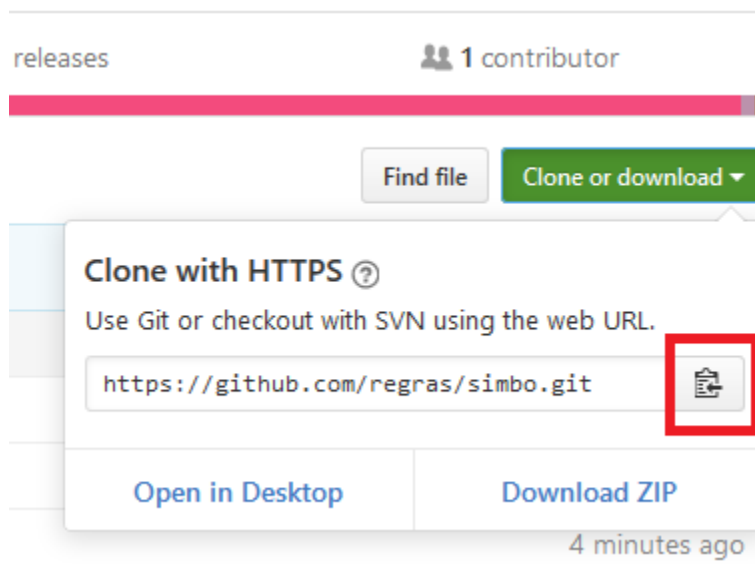 releases
1 contributor
Find file
Clone or download
Clone with HTTPS ?
Use Git or checkout with SVN using the web URL.
https://github.com/regras/simbo.git
Open in Desktop
Download ZIP
4 minutes ago